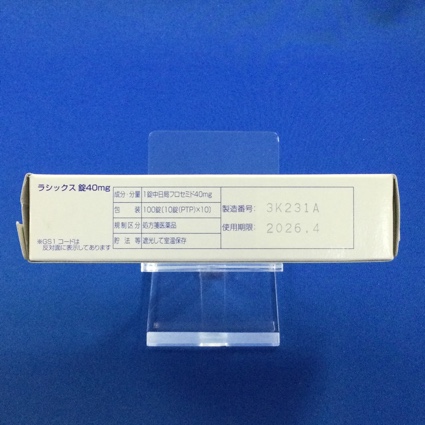 ラシックス 錠40mg
成分・分量 1錠中日局フロセミド40mg
包装 100錠[10錠(PTP)×10]
規制区分 処方箋医薬品
貯法等 遮光して室温保存
製造番号: 3K231A
使用期限: 2026.4
※GS1コードは
反対面に表示してあります